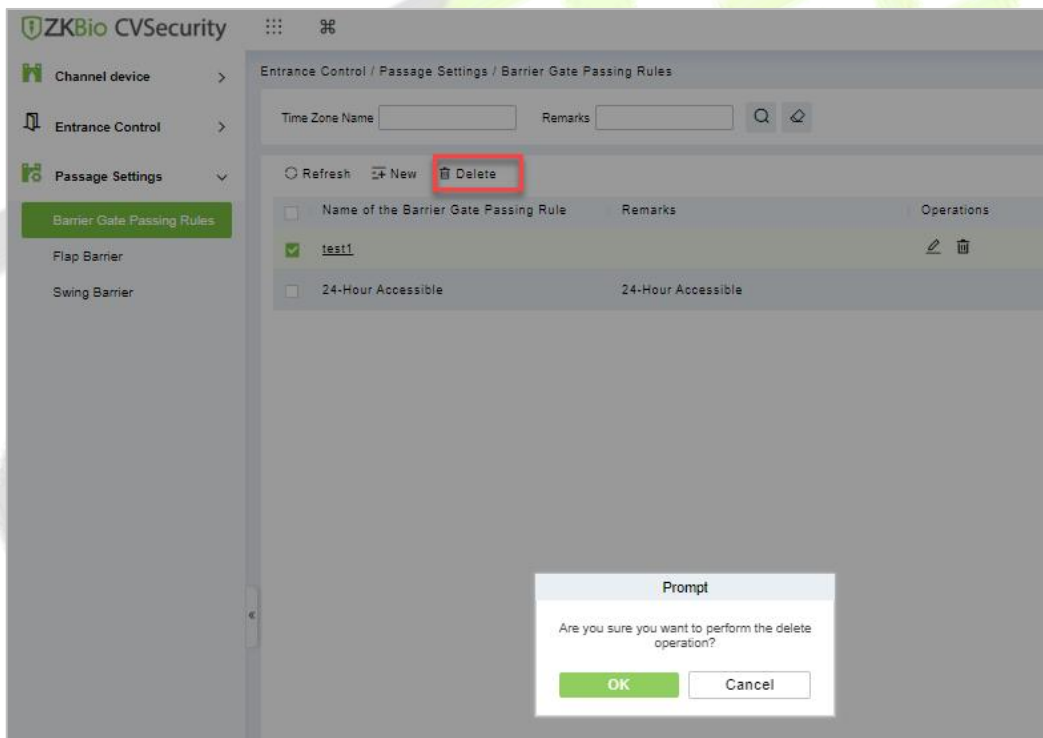 ZKBio CVSecurity
Channel device
Entrance Control
Passage Settings
Barrier Gate Passing Rules
Flap Barrier
Swing Barrier
Entrance Control / Passage Settings / Barrier Gate Passing Rules
Time Zone Name Remarks
Refresh New Delete
Name of the Barrier Gate Passing Rule Remarks Operations
test1
24-Hour Accessible 24-Hour Accessible
Prompt
Are you sure you want to perform the delete
operation?
OK Cancel